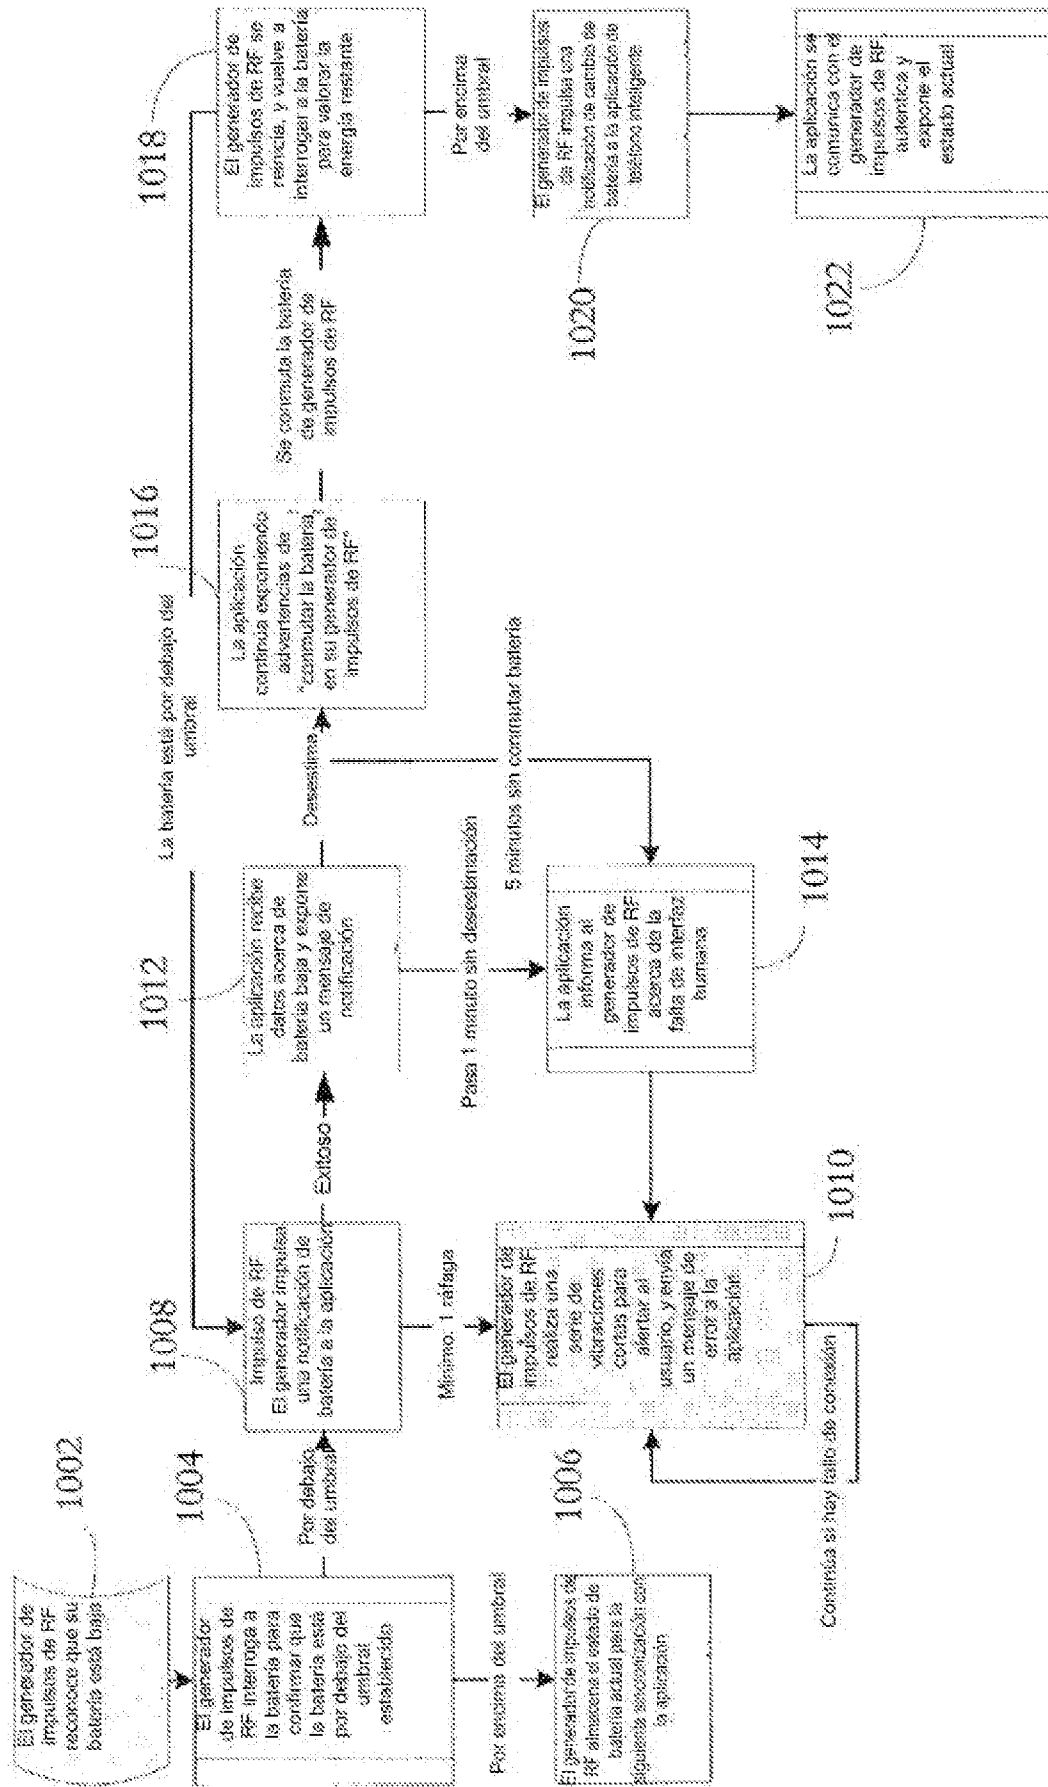 El generador de
impulsos de RF
reconoce que su
batería está baja
1002
El generador
de impulsos de
RF interroga a
la batería para
confirmar que
la batería está
por debajo del
umbral
establecido
1004
Por encima del umbral
El generador de impulsos de
RF almacena el estado de
batería actual para la
siguiente sincronización con
la aplicación
1006
Por debajo
del umbral
Impulso de RF
El generador impulsa
una notificación de
batería a la aplicación
1008
Mínimo: 1 ráfaga
El generador de
impulsos de RF
realiza una
serie de
vibraciones
cortas para
alertar al
usuario, y envía
un mensaje de
error a la
aplicación
1010
Continúa si hay fallo de conexión
Exitoso
La aplicación recibe
datos acerca de
batería baja y expone
un mensaje de
notificación
1012
Pasa 1 minuto sin desestimación
La aplicación
informa al
generador de
impulsos de RF
acerca de la
falta de interfaz
humana
1014
Desestima
5 minutos sin conmutar batería
La aplicación
continúa exponiendo
advertencias de
"conmutar la batería
en su generador de
impulsos de RF"
1016
Se conmuta la batería
de generador de
impulsos de RF
El generador de
impulsos de RF se
reinicia, y vuelve a
interrogar a la batería
para valorar la
energía restante
1018
La batería está por debajo del
umbral
Por encima
del umbral
El generador de impulsos
de RF impulsa una
notificación de cambio de
batería a la aplicación de
teléfono inteligente
1020
La aplicación se
comunica con el
generador de
impulsos de RF,
autentica y
expone el
estado actual
1022